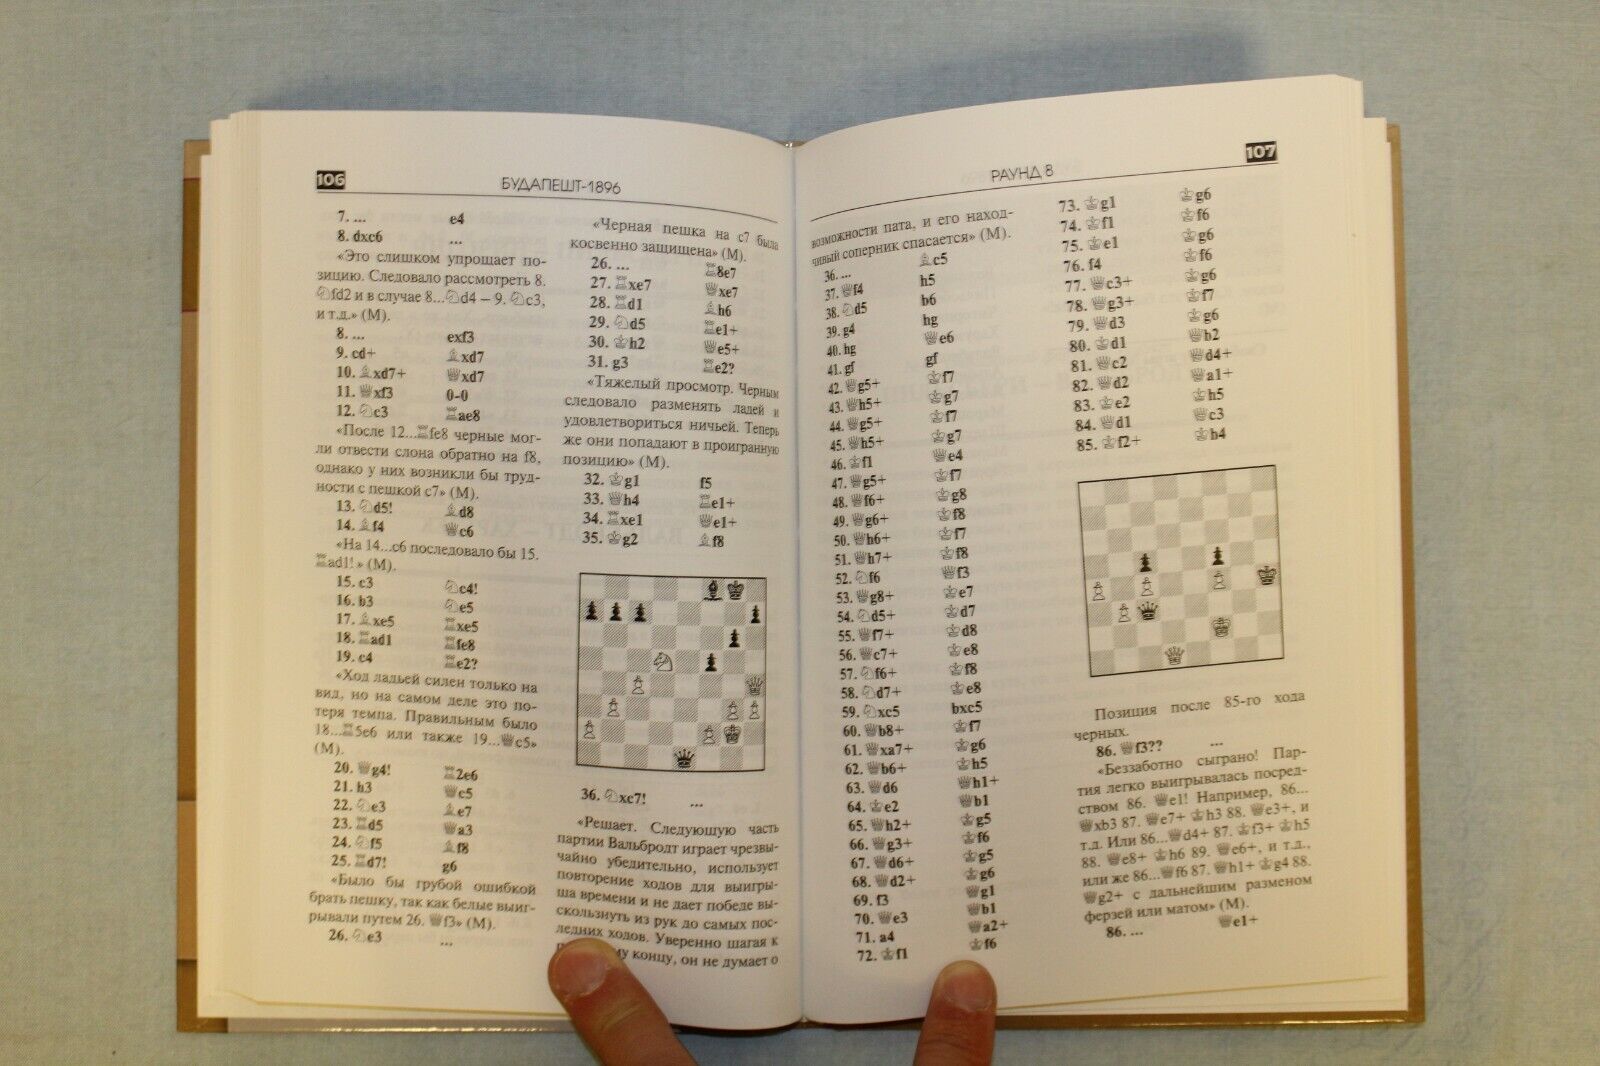 106
БУДАПЕШТ-1896
7. ... e4
8. dxc6 ...
«Это слишком упрощает по-
зицию. Следовало рассмотреть 8.
♘fd2 и в случае 8...♘d4 – 9. ♘c3,
и т.д.» (М).
8. ... exf3
9. cd+ ♗xd7
10. ♗xd7+ ♕xd7
11. ♕xf3 0-0
12. ♘c3 ♖ae8
«После 12...♖fe8 черные мог-
ли отвести слона обратно на f8,
однако у них возникли бы труд-
ности с пешкой c7» (М).
13. ♘d5! ♗d8
14. ♗f4 ♕c6
«На 14...c6 последовало бы 15.
♖ad1!» (М).
15. c3 ♘c4!
16. b3 ♘e5
17. ♗xe5 ♖xe5
18. ♖ad1 ♖fe8
19. c4 ♖e2?
«Ход ладьей силен только на
вид, но на самом деле это по-
теря темпа. Правильным было
18...♖5e6 или также 19...♕c5»
(М).
20. ♕g4! ♖2e6
21. h3 ♕c5
22. ♘e3 ♗e7
23. ♖d5 ♕a3
24. ♘f5 ♗f8
25. ♖d7! g6
«Было бы грубой ошибкой
брать пешку, так как белые выиг-
рывали путем 26. ♕f3» (М).
26. ♘e3 ...
«Черная пешка на c7 была
косвенно защищена» (М).
26. ... ♖8e7
27. ♖xe7 ♕xe7
28. ♖d1 ♗h6
29. ♘d5 ♖e1+
30. ♔h2 ♕e5+
31. g3 ♖e2?
«Тяжелый просмотр. Черным
следовало разменять ладей и
удовлетвориться ничьей. Теперь
же они попадают в проигранную
позицию» (М).
32. ♔g1 f5
33. ♕h4 ♖e1+
34. ♖xe1 ♕e1+
35. ♔g2 ♗f8
36. ♘xc7! ...
«Решает. Следующую часть
партии Вальбродт играет чрезвы-
чайно убедительно, использует
повторение ходов для выигры-
ша времени и не дает победе вы-
скользнуть из рук до самых пос-
ледних ходов. Уверенно шагая к
му концу, он не думает о
РАУНД 8
107
возможности пата, и его наход-
чивый соперник спасается» (М).
36. ... ♗c5
37. ♕f4 h5
38. ♘d5 b6
39. g4 hg
40. hg ♕e6
41. gf gf
42. ♕g5+ ♔f7
43. ♕h5+ ♔g7
44. ♕g5+ ♔f7
45. ♕h5+ ♔g7
46. ♔f1 ♕e4
47. ♕g5+ ♔f7
48. ♕f6+ ♔g8
49. ♕g6+ ♔f8
50. ♕h6+ ♔f7
51. ♕h7+ ♔f8
52. ♘f6 ♕f3
53. ♕g8+ ♔e7
54. ♘d5+ ♔d7
55. ♕f7+ ♔d8
56. ♕c7+ ♔e8
57. ♘f6+ ♔f8
58. ♘d7+ ♔e8
59. ♘xc5 bxc5
60. ♕b8+ ♔f7
61. ♕xa7+ ♔g6
62. ♕b6+ ♔h5
63. ♕d6 ♕h1+
64. ♔e2 ♕b1
65. ♕h2+ ♔g5
66. ♕g3+ ♔f6
67. ♕d6+ ♔g5
68. ♕d2+ ♔g6
69. f3 ♕g1
70. ♕e3 ♕b1
71. a4 ♕a2+
72. ♔f1 ♔f6
73. ♔g1 ♔g6
74. ♔f1 ♔f6
75. ♔e1 ♔g6
76. f4 ♔f6
77. ♕c3+ ♔g6
78. ♕g3+ ♔f7
79. ♕d3 ♔g6
80. ♔d1 ♕b2
81. ♕c2 ♕d4+
82. ♕d2 ♕a1+
83. ♔e2 ♔h5
84. ♕d1 ♕c3
85. ♔f2+ ♔h4
Позиция после 85-го хода
черных.
86. ♕f3?? ...
«Беззаботно сыграно! Пар-
тия легко выигрывалась посред-
ством 86. ♕e1! Например, 86...
♕xb3 87. ♕e7+ ♔h3 88. ♕e3+, и
т.д. Или 86...♕d4+ 87. ♔f3+ ♔h5
88. ♕e8+ ♔h6 89. ♕e6+, и т.д.,
или же 86...♕f6 87. ♕h1+ ♔g4 88.
♕g2+ с дальнейшим разменом
ферзей или матом» (М).
86. ... ♕e1+